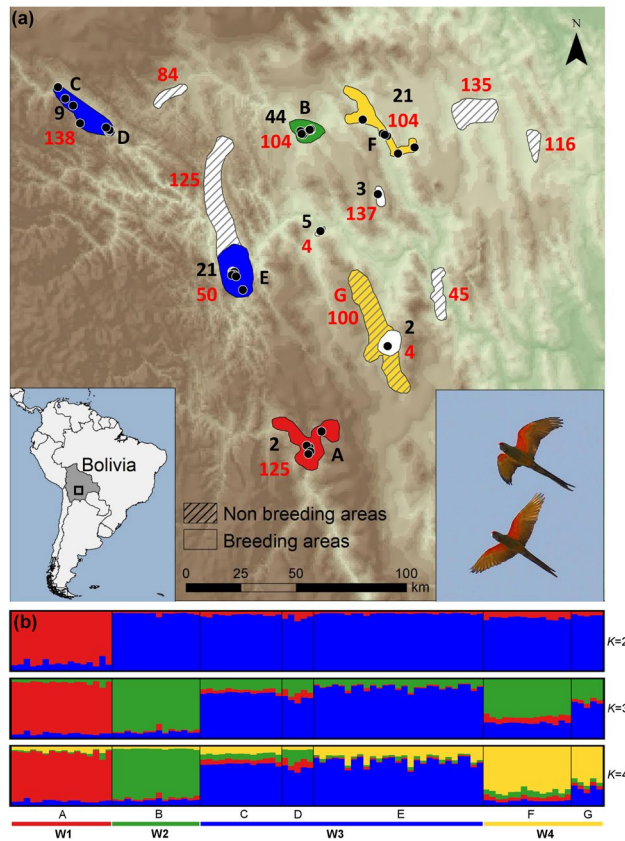 (a)
N
C
84
135
9
44
B
21
104
138
D
104
F
116
125
3
137
5
4
21
E
50
G
100
45
2
4
2
125
A
Bolivia
Non breeding areas
Breeding areas
0 50 100
km
(b)
K=2
K=3
K=4
A B C D E F G
W1 W2 W3 W4